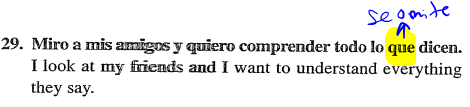 se omite
29. Miro a mis amigos y quiero comprender todo lo que dicen.
I look at my friends and I want to understand everything
they say.